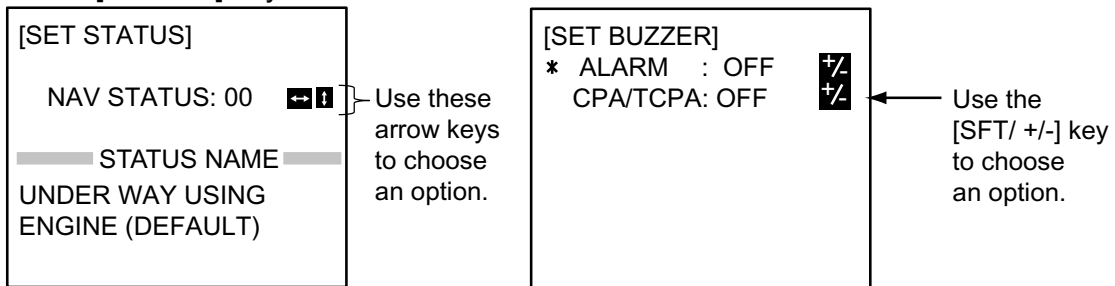 [SET STATUS]
NAV STATUS: 00
STATUS NAME
UNDER WAY USING
ENGINE (DEFAULT)
Use these
arrow keys
to choose
an option.
[SET BUZZER]
* ALARM : OFF +/-
CPA/TCPA: OFF +/-
Use the
[SFT/ +/-] key
to choose
an option.